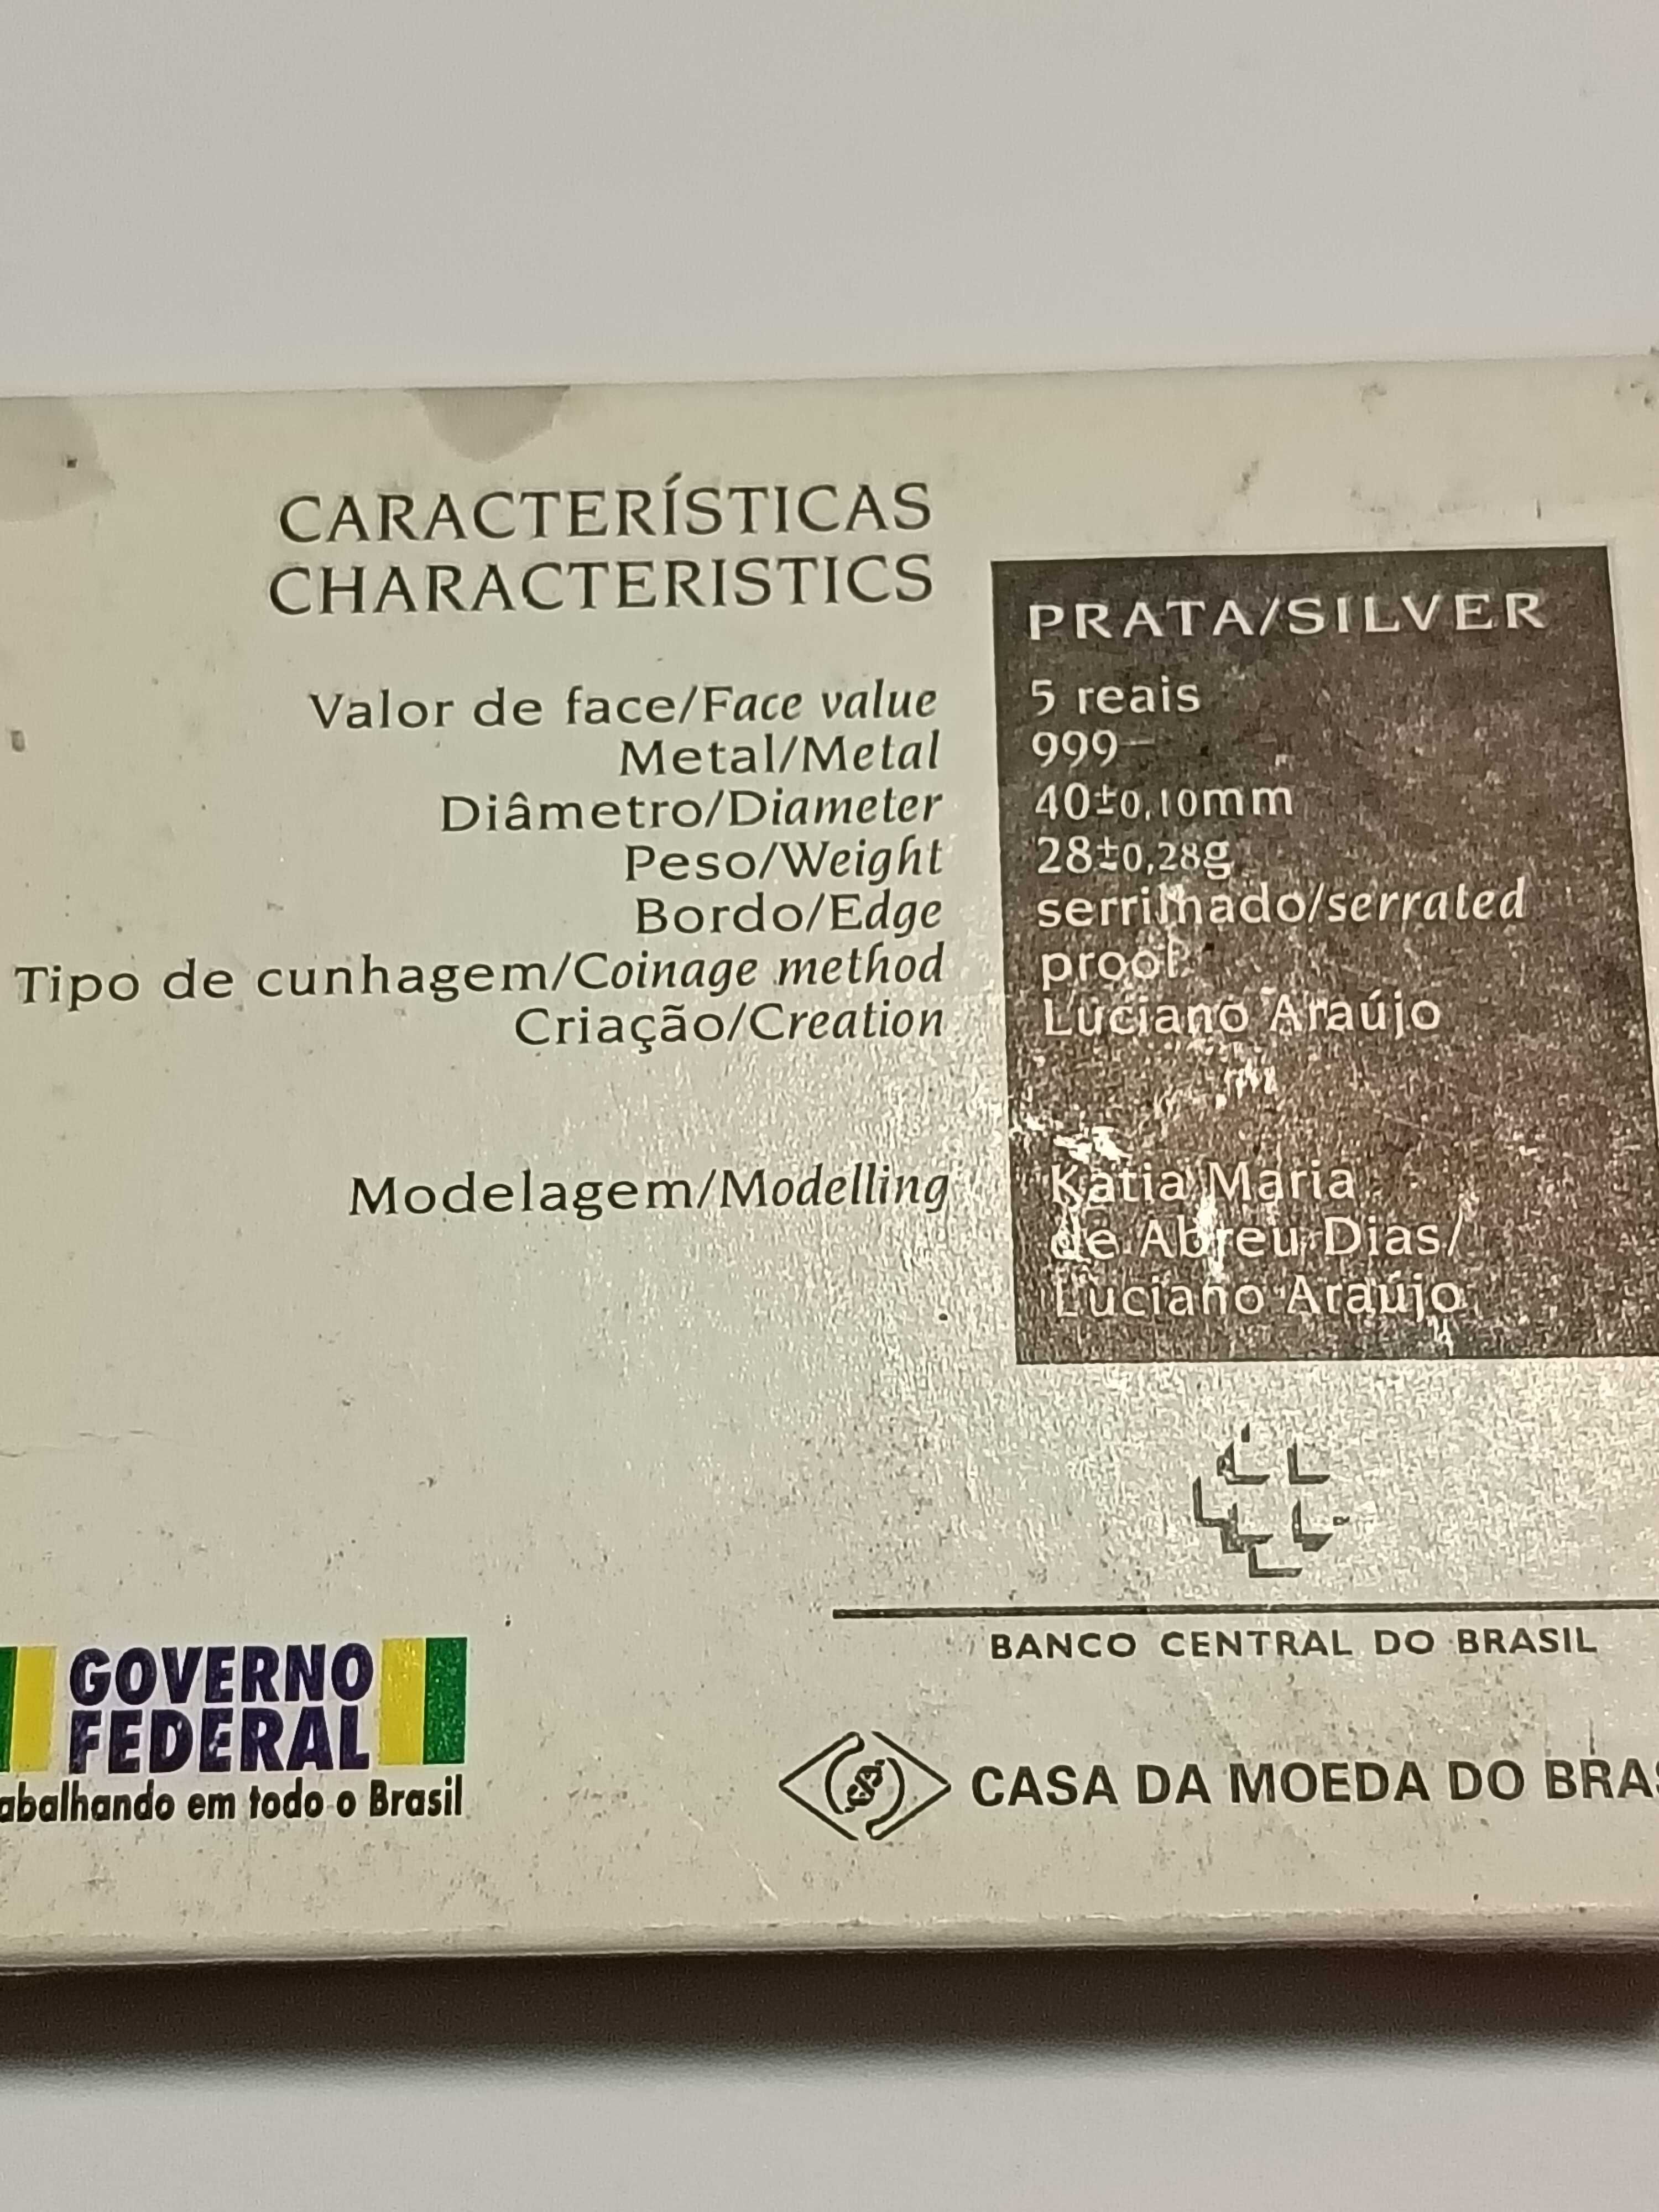 CARACTERÍSTICAS
CHARACTERISTICS
PRATA/SILVER
Valor de face/Face value 5 reais
Metal/Metal 999
Diâmetro/Diameter 40±0,10mm
Peso/Weight 28±0,28g
Bordo/Edge serrilhado/serrated
Tipo de cunhagem/Coinage method proof
Criação/Creation Luciano Araújo
Modelagem/Modelling Katia Maria
de Abreu Dias/
Luciano Araújo
BANCO CENTRAL DO BRASIL
GOVERNO
FEDERAL
abalhando em todo o Brasil
CASA DA MOEDA DO BRAS